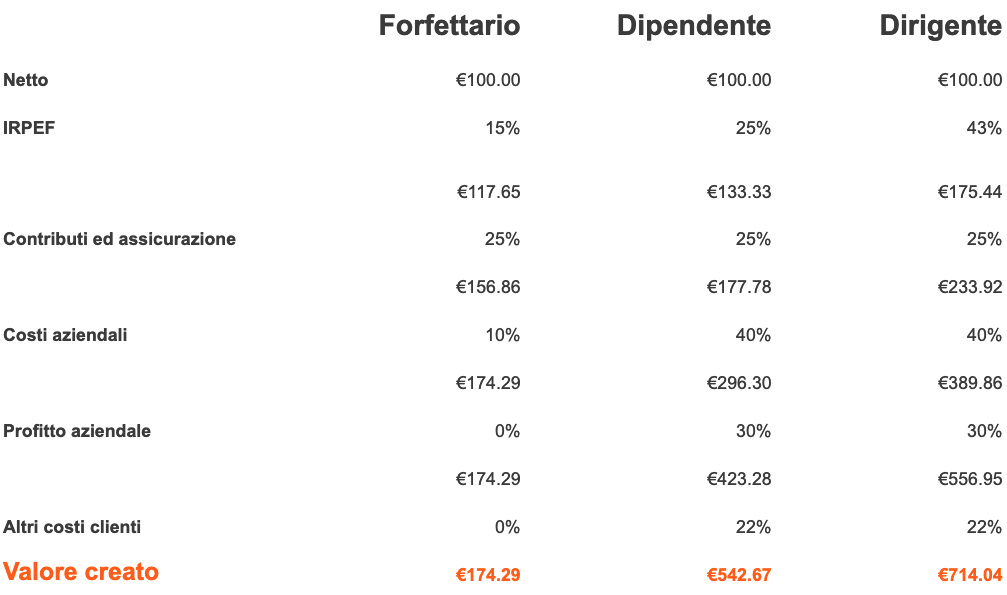 Forfettario Dipendente Dirigente
Netto €100.00 €100.00 €100.00
IRPEF 15% 25% 43%
€117.65 €133.33 €175.44
Contributi ed assicurazione 25% 25% 25%
€156.86 €177.78 €233.92
Costi aziendali 10% 40% 40%
€174.29 €296.30 €389.86
Profitto aziendale 0% 30% 30%
€174.29 €423.28 €556.95
Altri costi clienti 0% 22% 22%
Valore creato €174.29 €542.67 €714.04